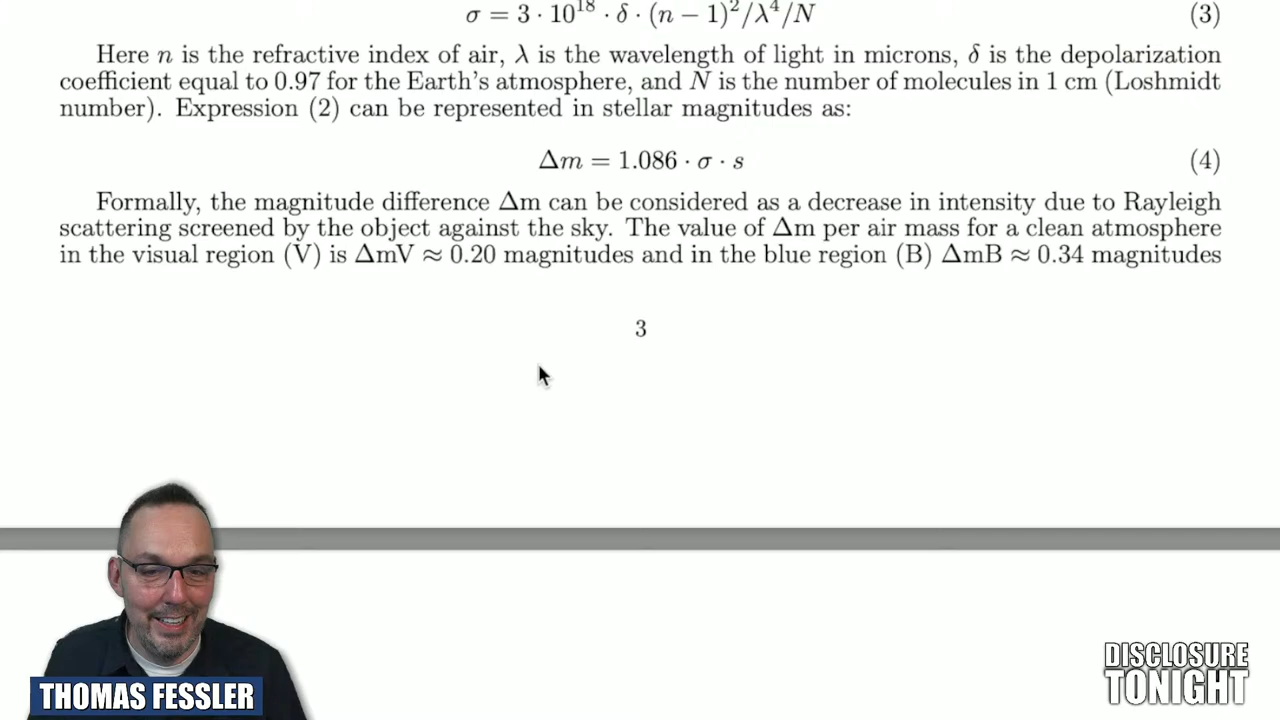 σ = 3 · 10¹⁸ · δ · (n − 1)²/λ⁴/N (3)
Here n is the refractive index of air, λ is the wavelength of light in microns, δ is the depolarization
coefficient equal to 0.97 for the Earth's atmosphere, and N is the number of molecules in 1 cm (Loshmidt
number). Expression (2) can be represented in stellar magnitudes as:
Δm = 1.086 · σ · s (4)
Formally, the magnitude difference Δm can be considered as a decrease in intensity due to Rayleigh
scattering screened by the object against the sky. The value of Δm per air mass for a clean atmosphere
in the visual region (V) is ΔmV ≈ 0.20 magnitudes and in the blue region (B) ΔmB ≈ 0.34 magnitudes
3
THOMAS FESSLER
DISCLOSURE
TONIGHT